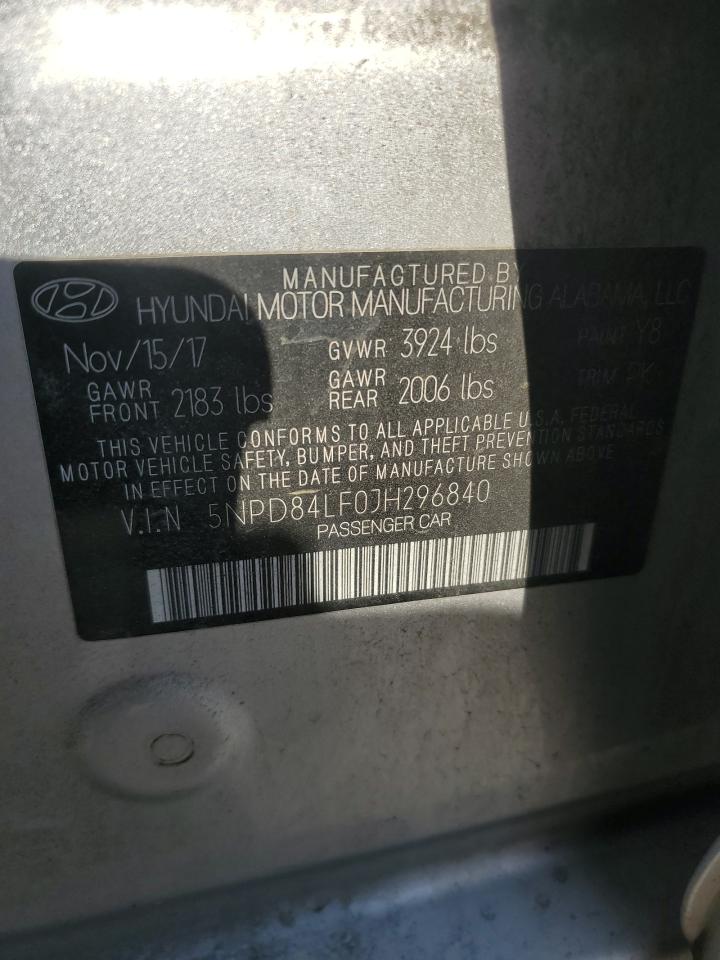 MANUFACTURED BY
HYUNDAI MOTOR MANUFACTURING ALABAMA, LLC
Nov/15/17 GVWR 3924 lbs PAINT Y8
GAWR FRONT 2183 lbs GAWR REAR 2006 lbs TRIM PK
THIS VEHICLE CONFORMS TO ALL APPLICABLE U.S.A. FEDERAL
MOTOR VEHICLE SAFETY, BUMPER, AND THEFT PREVENTION STANDARDS
IN EFFECT ON THE DATE OF MANUFACTURE SHOWN ABOVE.
V.I.N 5NPD84LF0JH296840
PASSENGER CAR